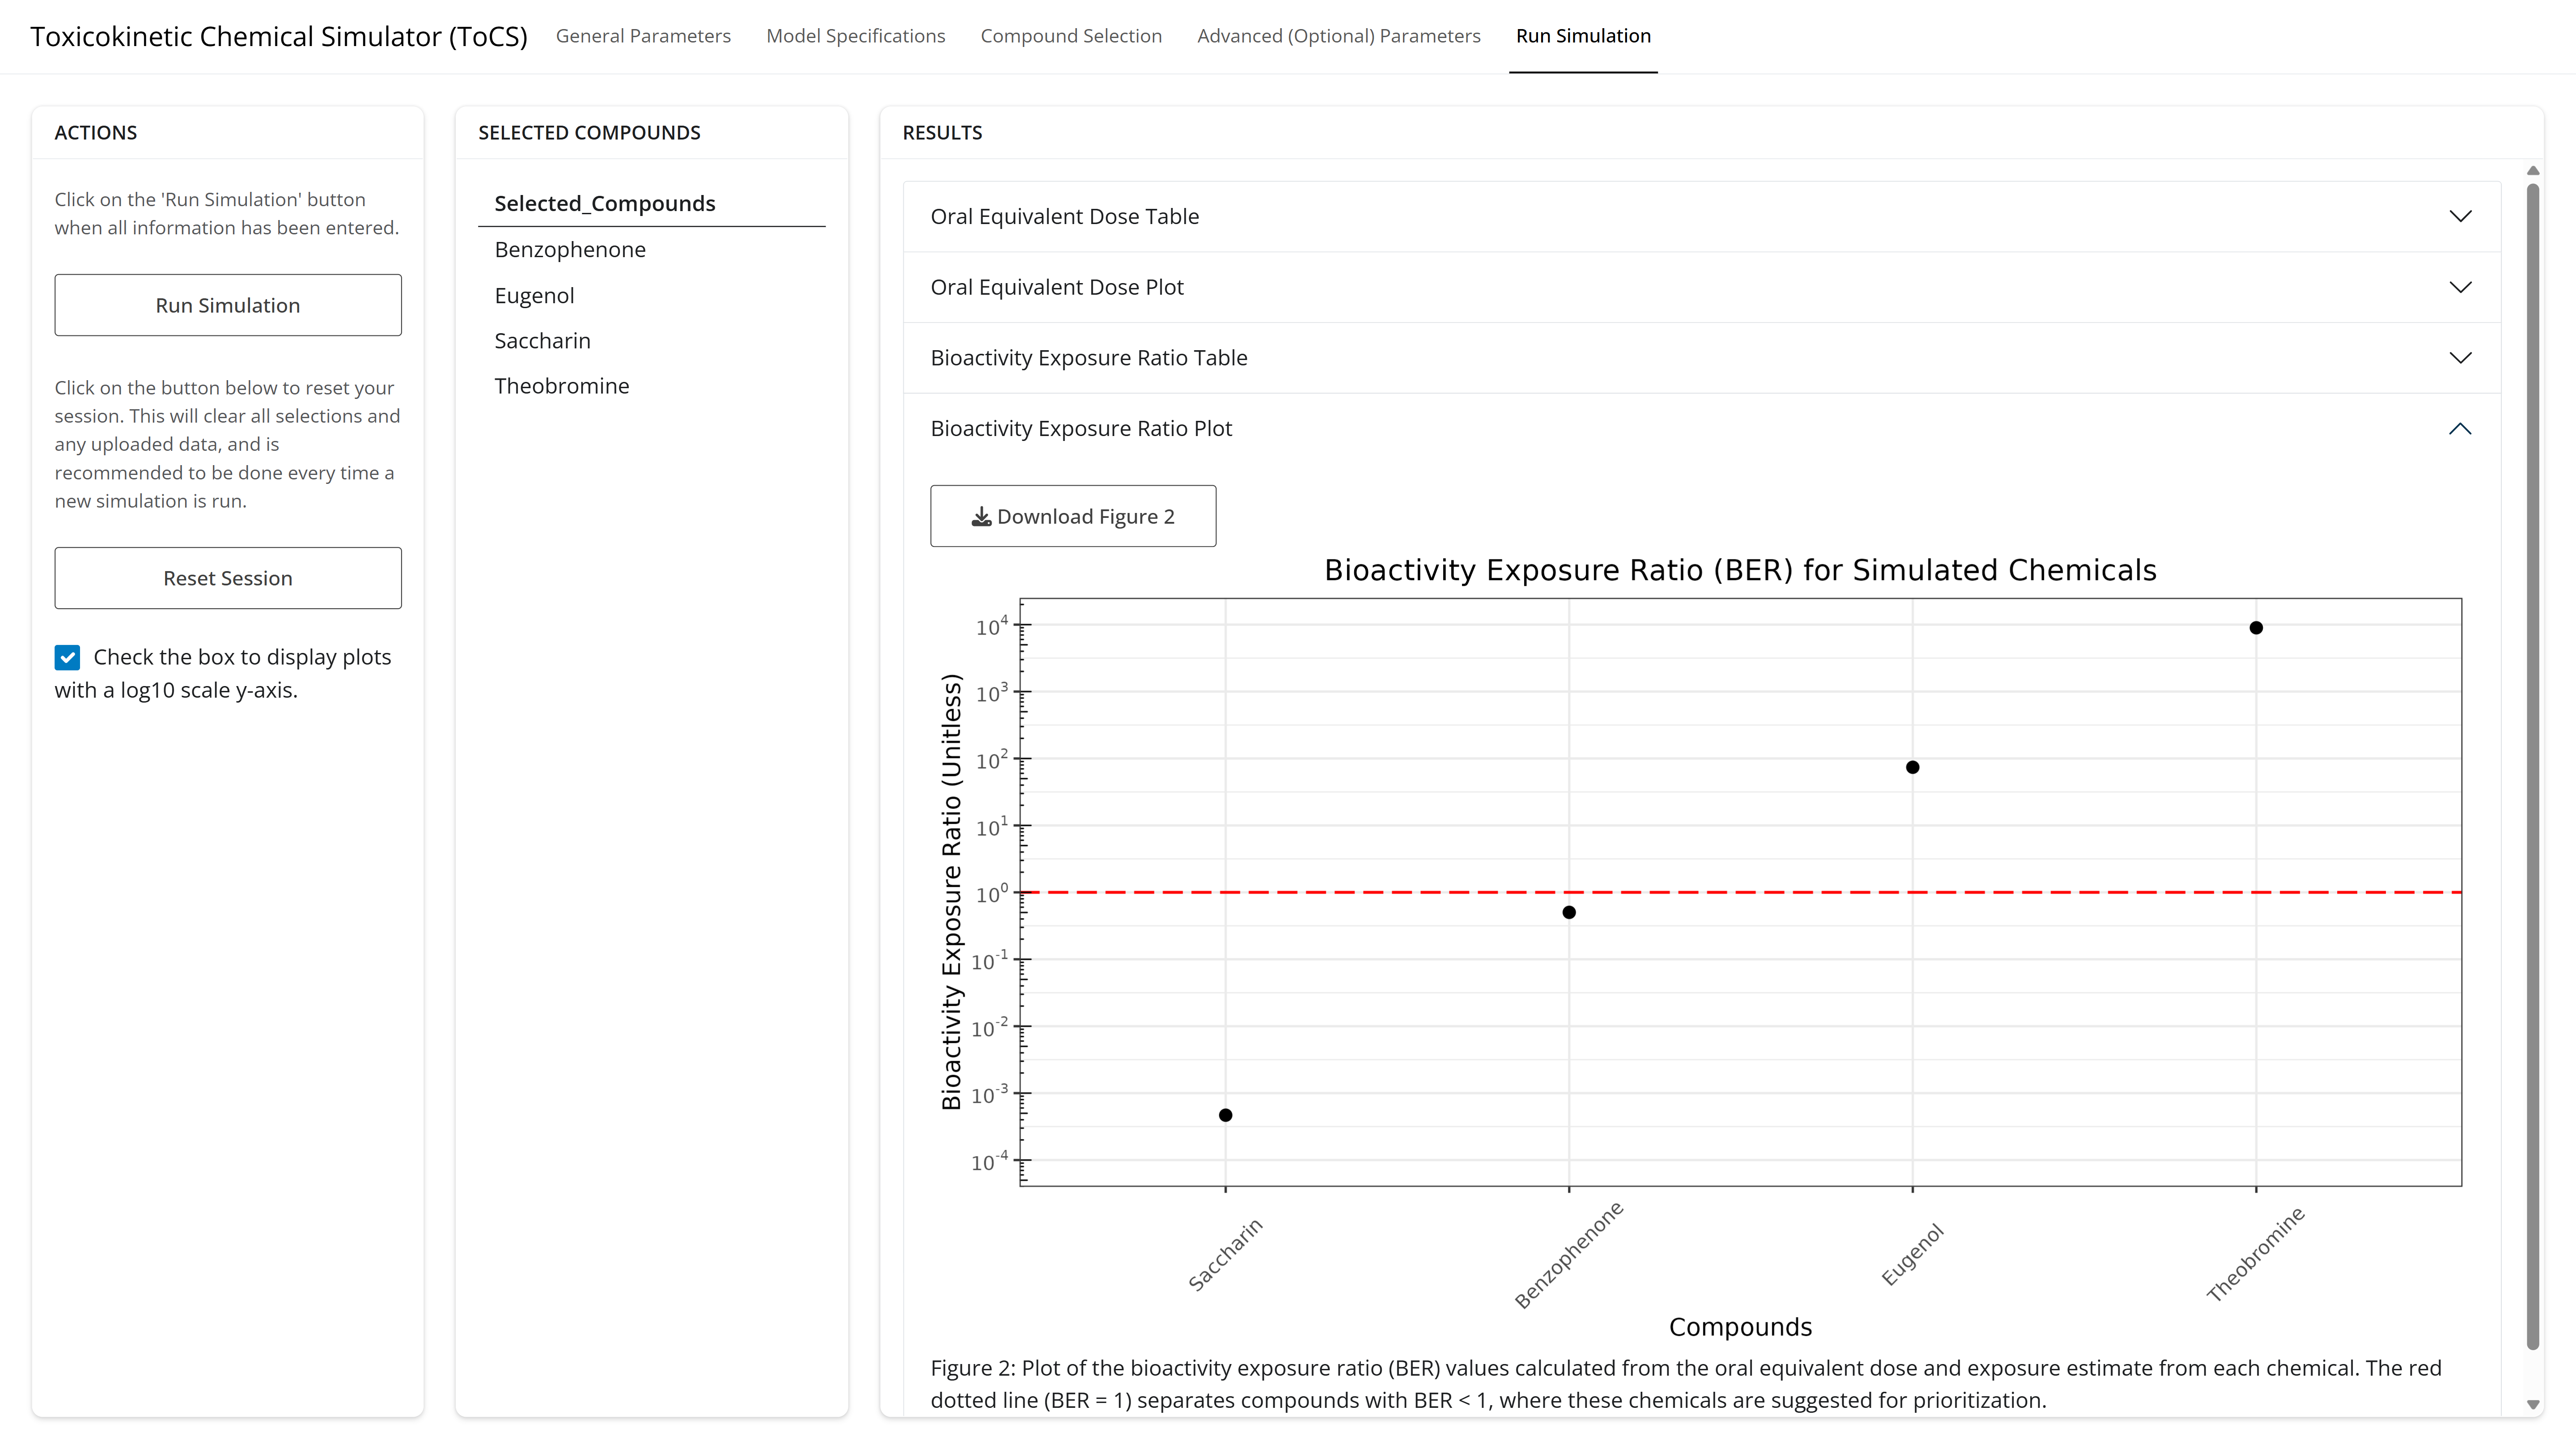 Toxicokinetic Chemical Simulator (ToCS)
General Parameters
Model Specifications
Compound Selection
Advanced (Optional) Parameters
Run Simulation
ACTIONS
Click on the 'Run Simulation' button
when all information has been entered.
Run Simulation
Click on the button below to reset your
session. This will clear all selections and
any uploaded data, and is
recommended to be done every time a
new simulation is run.
Reset Session
Check the box to display plots
with a log10 scale y-axis.
SELECTED COMPOUNDS
Selected_Compounds
Benzophenone
Eugenol
Saccharin
Theobromine
RESULTS
Oral Equivalent Dose Table
Oral Equivalent Dose Plot
Bioactivity Exposure Ratio Table
Bioactivity Exposure Ratio Plot
Download Figure 2
Bioactivity Exposure Ratio (BER) for Simulated Chemicals
Bioactivity Exposure Ratio (Unitless)
10^4
10^3
10^2
10^1
10^0
10^-1
10^-2
10^-3
10^-4
Saccharin
Benzophenone
Eugenol
Theobromine
Compounds
Figure 2: Plot of the bioactivity exposure ratio (BER) values calculated from the oral equivalent dose and exposure estimate from each chemical. The red
dotted line (BER = 1) separates compounds with BER < 1, where these chemicals are suggested for prioritization.